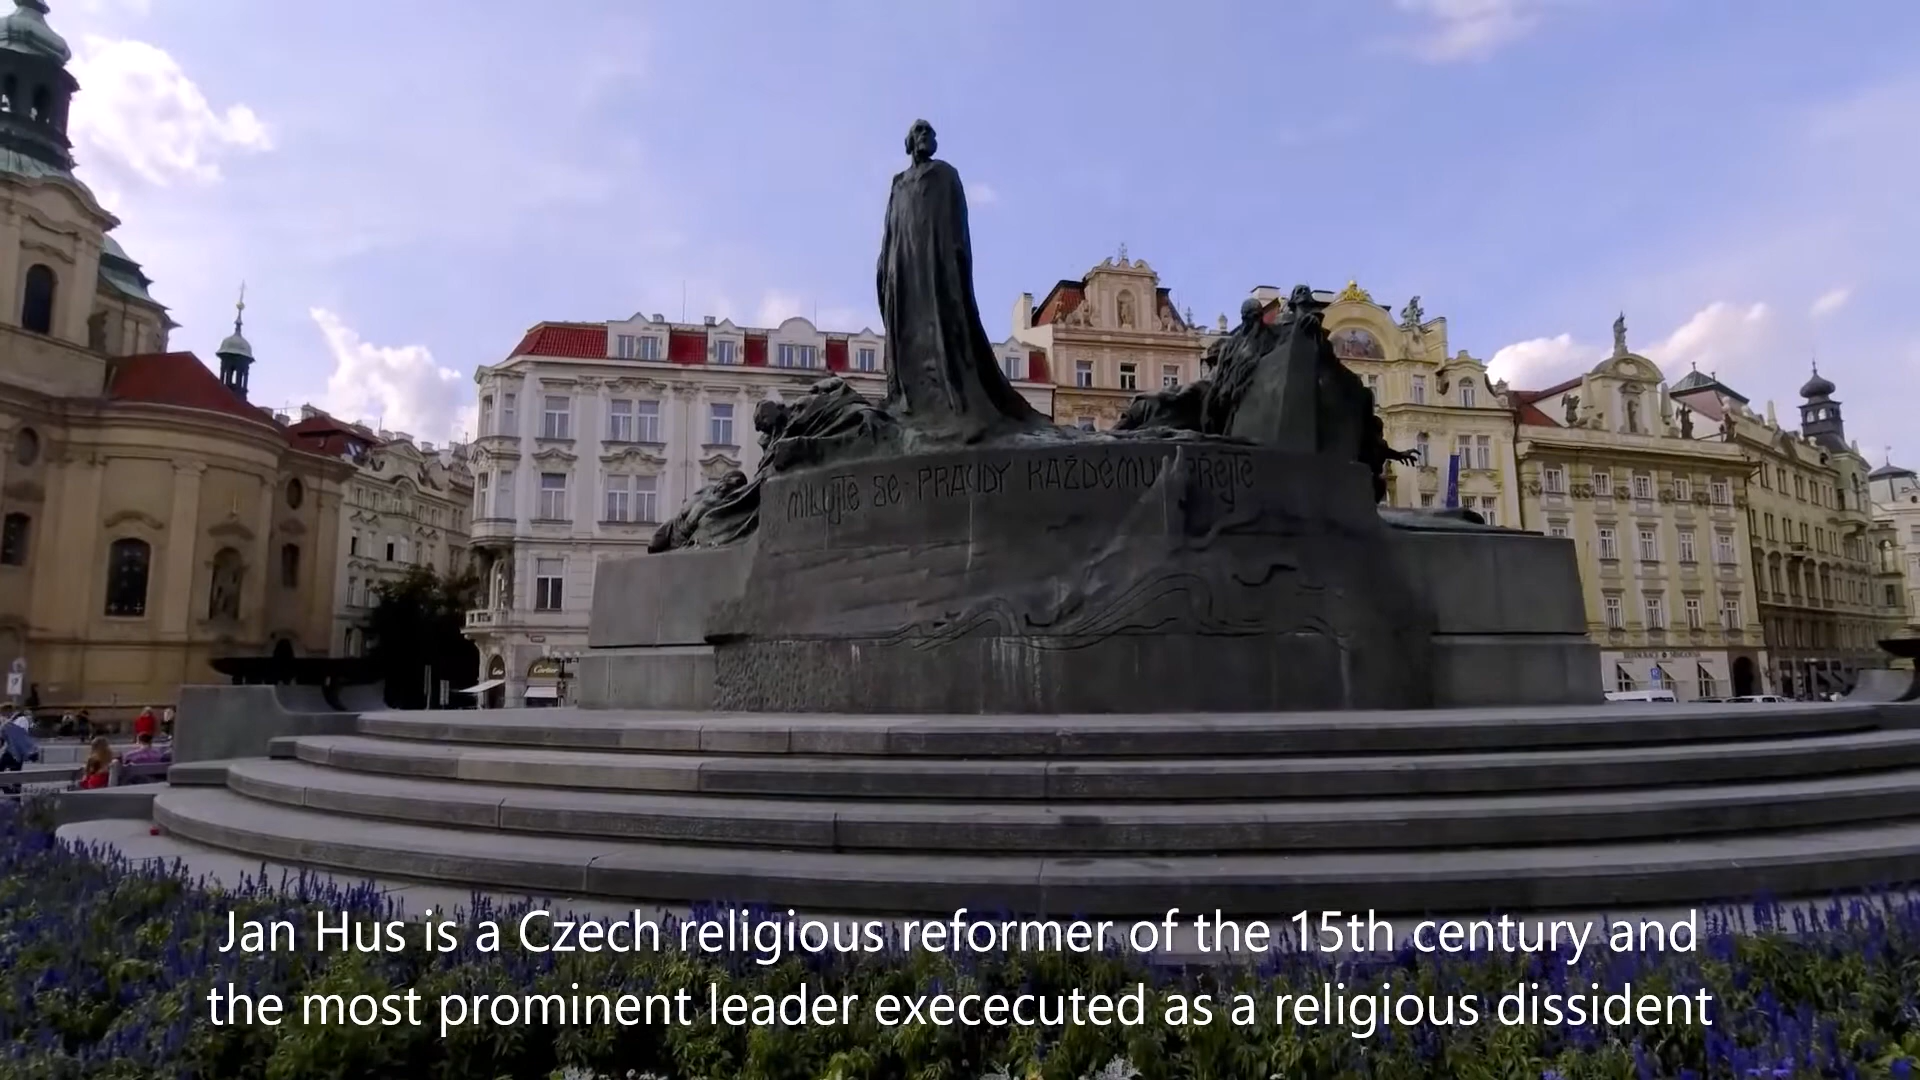 MILUJTE SE. PRAVDY KAŽDÉMU PŘEJTE
Cartier
Jan Hus is a Czech religious reformer of the 15th century and
the most prominent leader exececuted as a religious dissident